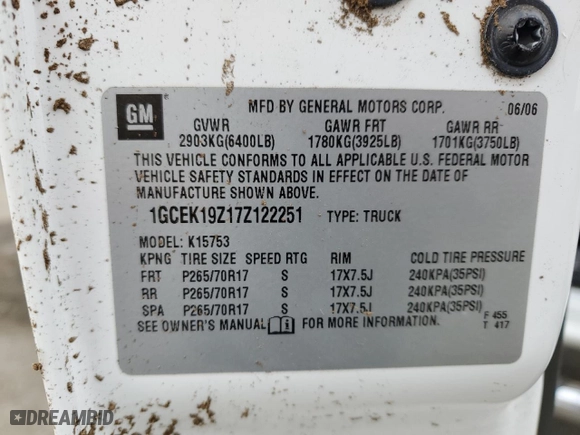 GM
MFD BY GENERAL MOTORS CORP. 06/06
GVWR GAWR FRT GAWR RR
2903KG(6400LB) 1780KG(3925LB) 1701KG(3750LB)
THIS VEHICLE CONFORMS TO ALL APPLICABLE U.S. FEDERAL MOTOR
VEHICLE SAFETY STANDARDS IN EFFECT ON THE DATE OF
MANUFACTURE SHOWN ABOVE.
1GCEK19Z17Z122251 TYPE: TRUCK
MODEL: K15753
KPNG TIRE SIZE SPEED RTG RIM COLD TIRE PRESSURE
FRT P265/70R17 S 17X7.5J 240KPA(35PSI)
RR P265/70R17 S 17X7.5J 240KPA(35PSI)
SPA P265/70R17 S 17X7.5J 240KPA(35PSI)
SEE OWNER'S MANUAL FOR MORE INFORMATION.
F 455
T 417
DREAMBID